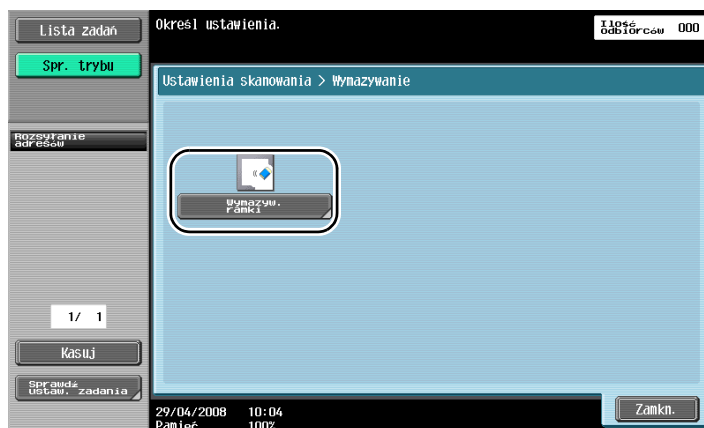 Lista zadań
Określ ustawienia.
Ilość
odbiorców 000
Spr. trybu
Ustawienia skanowania > Wymazywanie
Rozsyłanie
adresów
Wymazyw.
ramki
1/ 1
Kasuj
Sprawdź
ustaw. zadania
Zamkn.
29/04/2008 10:04
Pamięć 100%